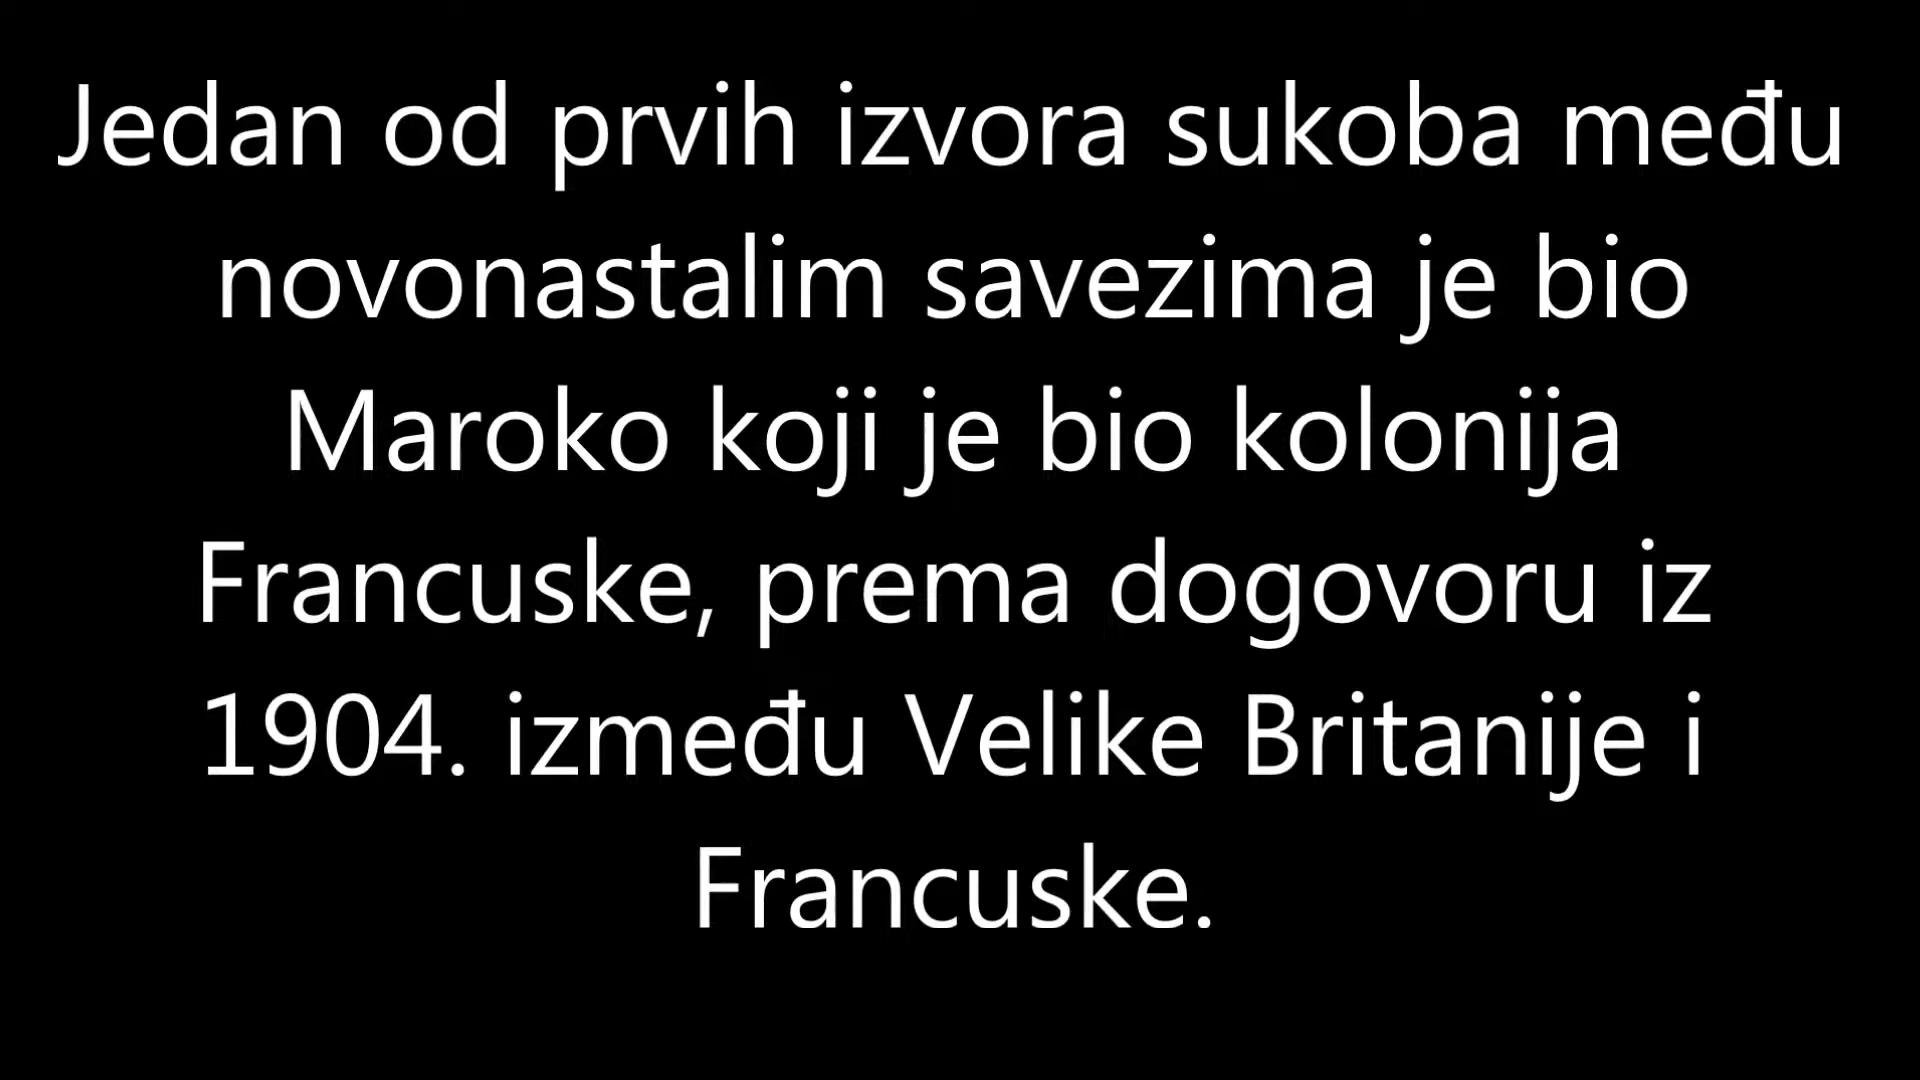 Jedan od prvih izvora sukoba među
novonastalim savezima je bio
Maroko koji je bio kolonija
Francuske, prema dogovoru iz
1904. između Velike Britanije i
Francuske.